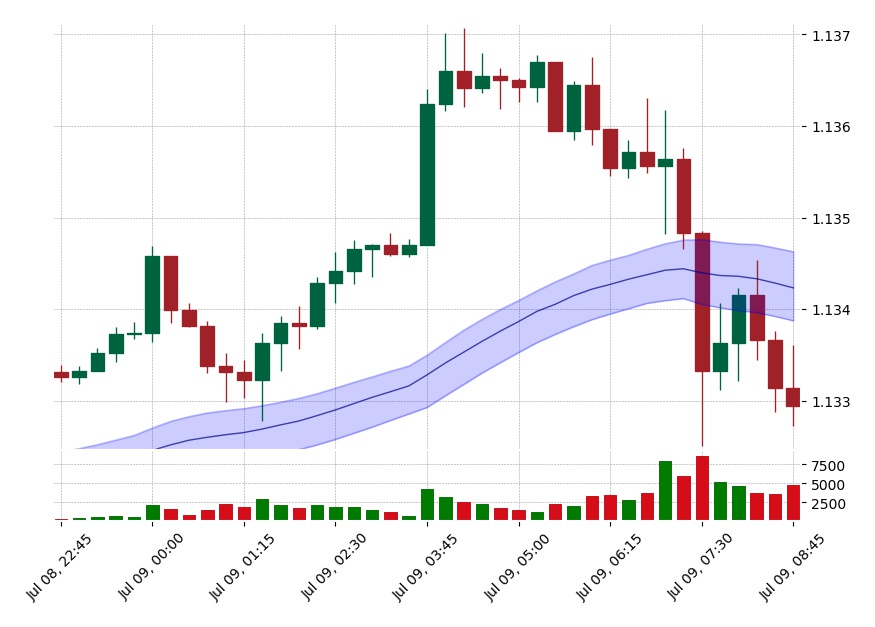 1.137
1.136
1.135
1.134
1.133
7500
5000
2500
Jul 08, 22:45
Jul 09, 00:00
Jul 09, 01:15
Jul 09, 02:30
Jul 09, 03:45
Jul 09, 05:00
Jul 09, 06:15
Jul 09, 07:30
Jul 09, 08:45